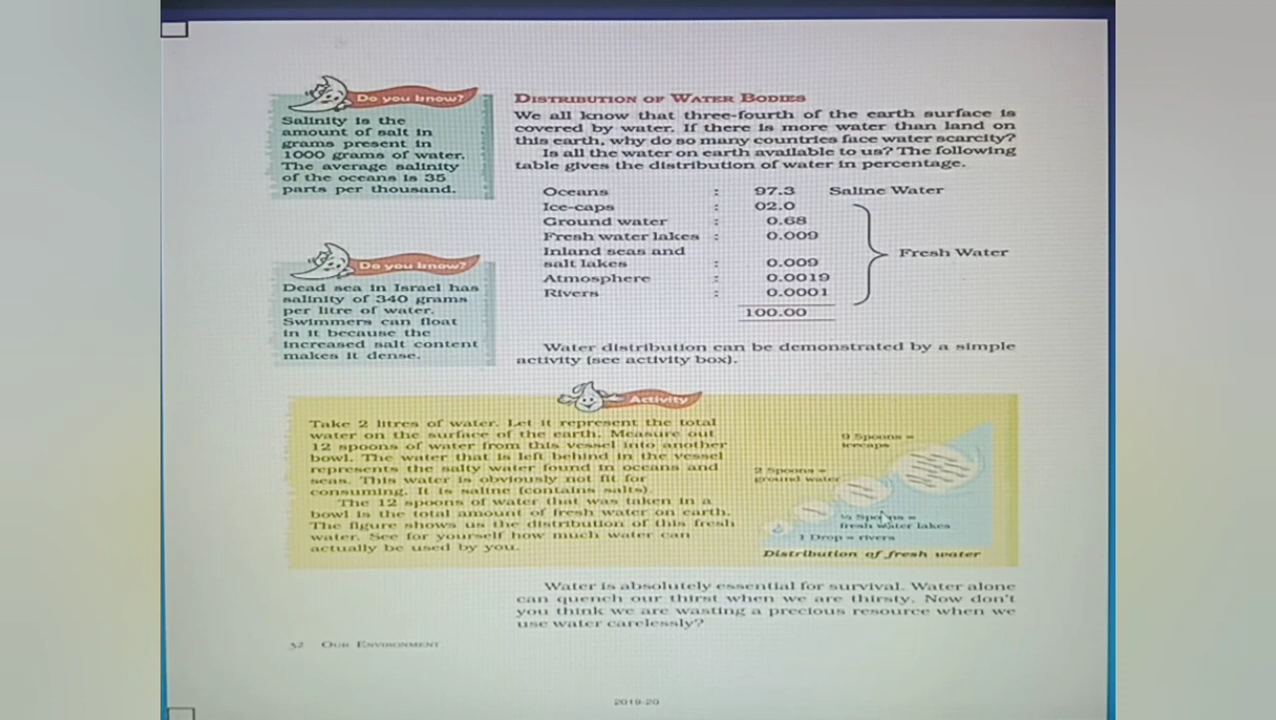 Do you know?
Salinity is the
amount of salt in
grams present in
1000 grams of water.
The average salinity
of the oceans is 35
parts per thousand.
Do you know?
Dead sea in Israel has
salinity of 340 grams
per litre of water.
Swimmers can float
in it because the
increased salt content
makes it dense.
DISTRIBUTION OF WATER BODIES
We all know that three-fourth of the earth surface is
covered by water. If there is more water than land on
this earth, why do so many countries face water scarcity?
Is all the water on earth available to us? The following
table gives the distribution of water in percentage.
Oceans : 97.3 Saline Water
Ice-caps : 02.0
Ground water : 0.68
Fresh water lakes : 0.009
Inland seas and
salt lakes : 0.009
Atmosphere : 0.0019
Rivers : 0.0001
Fresh Water
100.00
Water distribution can be demonstrated by a simple
activity (see activity box).
Activity
Take 2 litres of water. Let it represent the total
water on the surface of the earth. Measure out
12 spoons of water from this vessel into another
bowl. The water that is left behind in the vessel
represents the salty water found in oceans and
seas. This water is obviously not fit for
consuming. It is saline (contains salts).
The 12 spoons of water that was taken in a
bowl is the total amount of fresh water on earth.
The figure shows us the distribution of this fresh
water. See for yourself how much water can
actually be used by you.
9 Spoons =
icecaps
2 Spoons =
ground water
½ Spoons =
fresh water lakes
1 Drop = rivers
Distribution of fresh water
Water is absolutely essential for survival. Water alone
can quench our thirst when we are thirsty. Now don't
you think we are wasting a precious resource when we
use water carelessly?
32 OUR ENVIRONMENT
2019-20